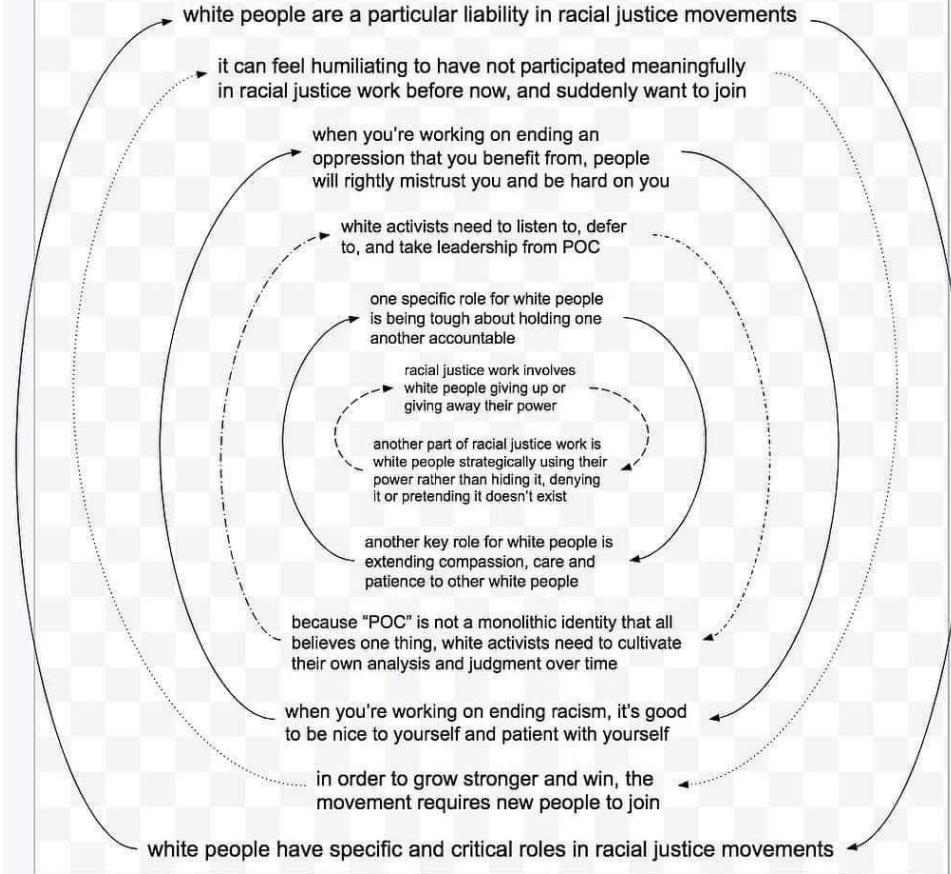 white people are a particular liability in racial justice movements
it can feel humiliating to have not participated meaningfully
in racial justice work before now, and suddenly want to join
when you're working on ending an
oppression that you benefit from, people
will rightly mistrust you and be hard on you
white activists need to listen to, defer
to, and take leadership from POC
one specific role for white people
is being tough about holding one
another accountable
racial justice work involves
white people giving up or
giving away their power
another part of racial justice work is
white people strategically using their
power rather than hiding it, denying
it or pretending it doesn't exist
another key role for white people is
extending compassion, care and
patience to other white people
because "POC" is not a monolithic identity that all
believes one thing, white activists need to cultivate
their own analysis and judgment over time
when you're working on ending racism, it's good
to be nice to yourself and patient with yourself
in order to grow stronger and win, the
movement requires new people to join
white people have specific and critical roles in racial justice movements